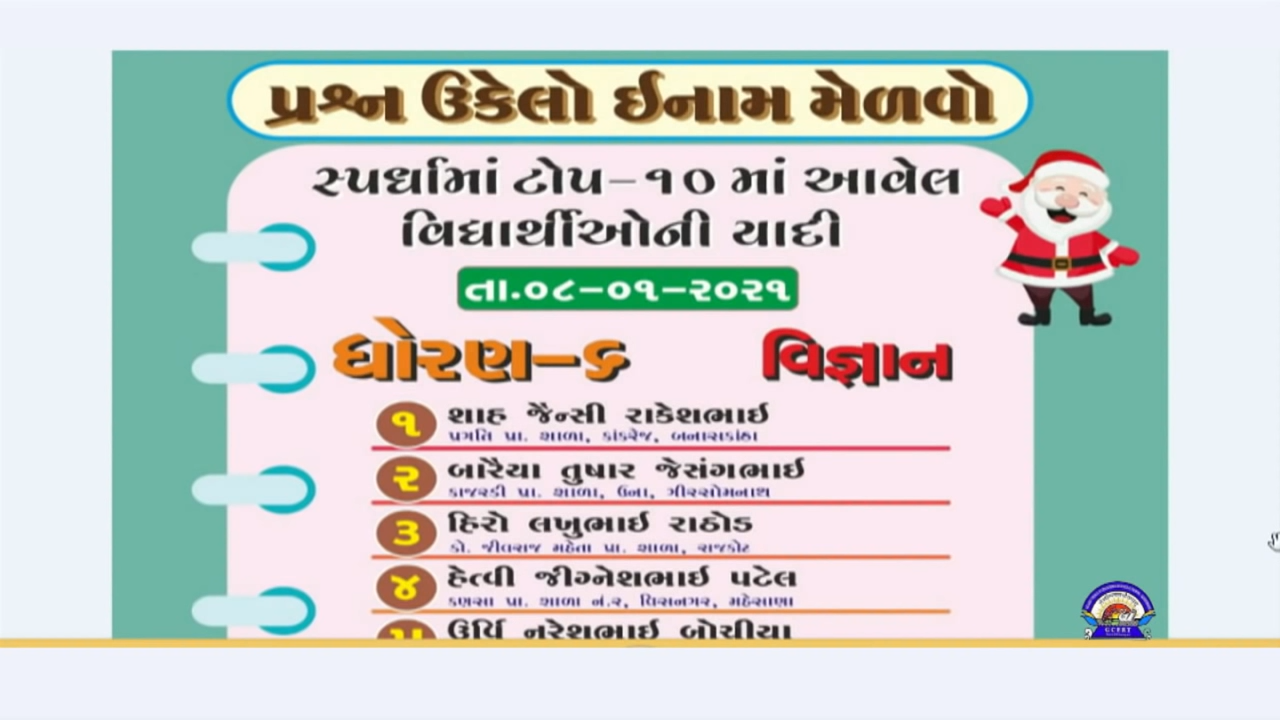 પ્રશ્ન ઉકેલો ઈનામ મેળવો
સ્પર્ધામાં ટોપ-૧૦ માં આવેલ
વિદ્યાર્થીઓની યાદી
તા.૦૮-૦૧-૨૦૨૧
ધોરણ-૬ વિજ્ઞાન
૧ શાહ જૈન્સી રાકેશભાઈ
પ્રગતિ પ્રા. શાળા, કાંકરેજ, બનાસકાંઠા
૨ બારૈયા તુષાર જેસંગભાઈ
કાજરડી પ્રા. શાળા, ઉના, ગીરસોમનાથ
૩ હિરો લખુભાઈ રાઠોડ
ડો. જીવરાજ મહેતા પ્રા. શાળા, રાજકોટ
૪ હેત્વી જીગ્નેશભાઈ પટેલ
કણસા પ્રા. શાળા નં.૨, વિસનગર, મહેસાણા
૫ ઉર્વિ નરેશભાઈ બોચીયા
GCERT